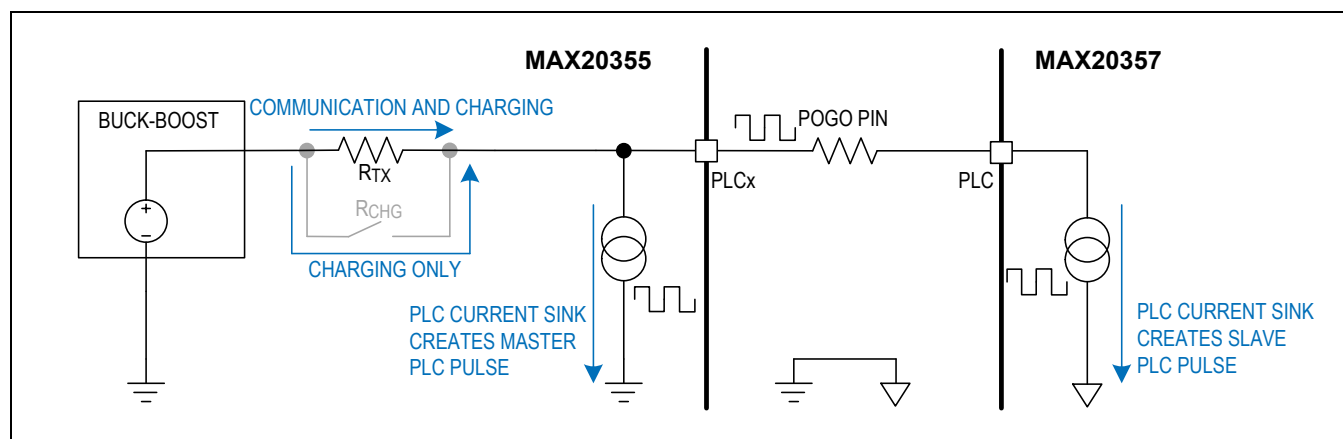 MAX20355
MAX20357
BUCK-BOOST
COMMUNICATION AND CHARGING
RTX
RCHG
CHARGING ONLY
POGO PIN
PLCx
PLC
+
−
PLC CURRENT SINK
CREATES MASTER
PLC PULSE
PLC CURRENT SINK
CREATES SLAVE
PLC PULSE